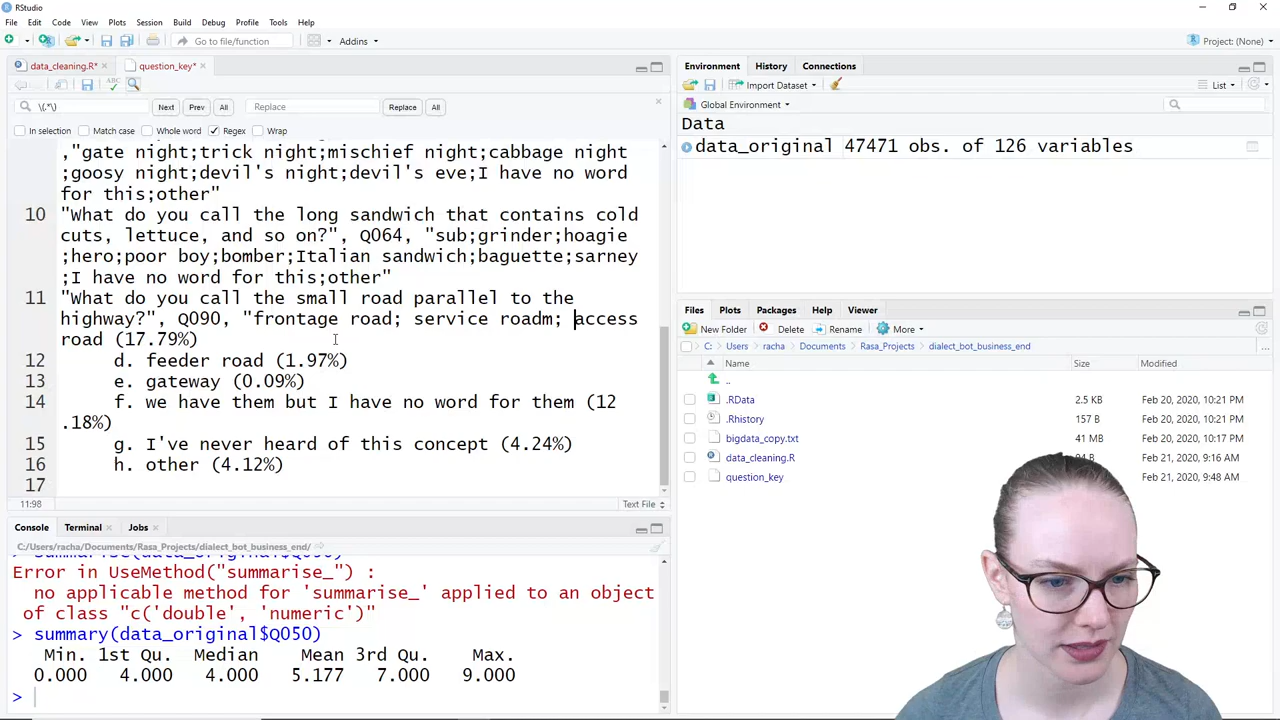 RStudio
File Edit Code View Plots Session Build Debug Profile Tools Help
Go to file/function Addins Project: (None)
data_cleaning.R* question_key*
\(.*\) Next Prev All Replace Replace All
In selection Match case Whole word Regex Wrap
,"gate night;trick night;mischief night;cabbage night
;goosy night;devil's night;devil's eve;I have no word
for this;other"
10 "What do you call the long sandwich that contains cold
cuts, lettuce, and so on?", Q064, "sub;grinder;hoagie
;hero;poor boy;bomber;Italian sandwich;baguette;sarney
;I have no word for this;other"
11 "What do you call the small road parallel to the
highway?", Q090, "frontage road; service roadm; access
road (17.79%)
12 d. feeder road (1.97%)
13 e. gateway (0.09%)
14 f. we have them but I have no word for them (12
.18%)
15 g. I've never heard of this concept (4.24%)
16 h. other (4.12%)
17
11:98 Text File
Console Terminal Jobs
C:/Users/racha/Documents/Rasa_Projects/dialect_bot_business_end/
Error in UseMethod("summarise_") :
no applicable method for 'summarise_' applied to an object
of class "c('double', 'numeric')"
> summary(data_original$Q050)
Min. 1st Qu. Median Mean 3rd Qu. Max.
0.000 4.000 4.000 5.177 7.000 9.000
>
Environment History Connections
Import Dataset List
Global Environment
Data
data_original 47471 obs. of 126 variables
Files Plots Packages Help Viewer
New Folder Delete Rename More
C: Users racha Documents Rasa_Projects dialect_bot_business_end ...
Name Size Modified
..
.RData 2.5 KB Feb 20, 2020, 10:21 PM
.Rhistory 157 B Feb 20, 2020, 10:21 PM
bigdata_copy.txt 41 MB Feb 20, 2020, 10:17 PM
data_cleaning.R B Feb 21, 2020, 9:16 AM
question_key Feb 21, 2020, 9:48 AM